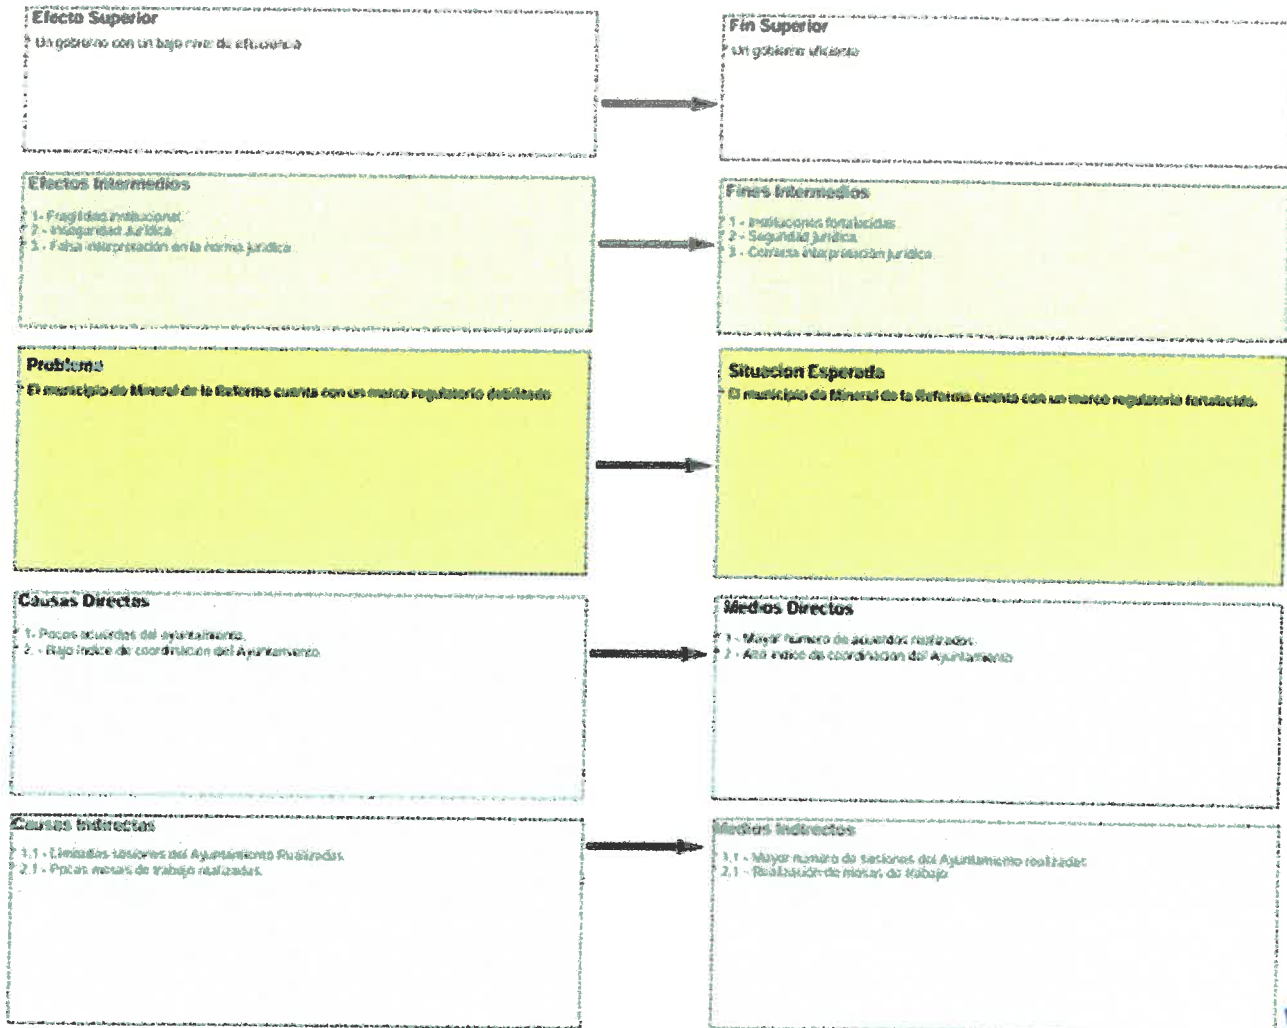 Efecto Superior
Un gobierno con un bajo nivel de eficiencia
Fin Superior
Un gobierno eficiente
Efectos Intermedios
1- Fragilidad institucional.
2 - Inseguridad Jurídica
3 - Falsa interpretación en la norma jurídica
Fines Intermedios
1 - Instituciones fortalecidas
2 - Seguridad jurídica
3 - Correcta interpretación jurídica
Problema
El municipio de Mineral de la Reforma cuenta con un marco regulatorio debilitado
Situacion Esperada
El municipio de Mineral de la Reforma cuenta con un marco regulatorio fortalecido.
Causas Directas
1- Pocos acuerdos del ayuntamiento.
2. - Bajo índice de coordinacion del Ayuntamiento
Medios Directos
1 - Mayor número de acuerdos realizados
2 - Alto índice de coordinacion del Ayuntamiento
Causas Indirectas
1.1 - Limitadas sesiones del Ayuntamiento Realizadas.
2.1 - Pocas mesas de trabajo realizadas.
Medios Indirectos
1.1 - Mayor numero de sesiones del Ayuntamiento realizadas
2.1 - Realización de mesas de trabajo